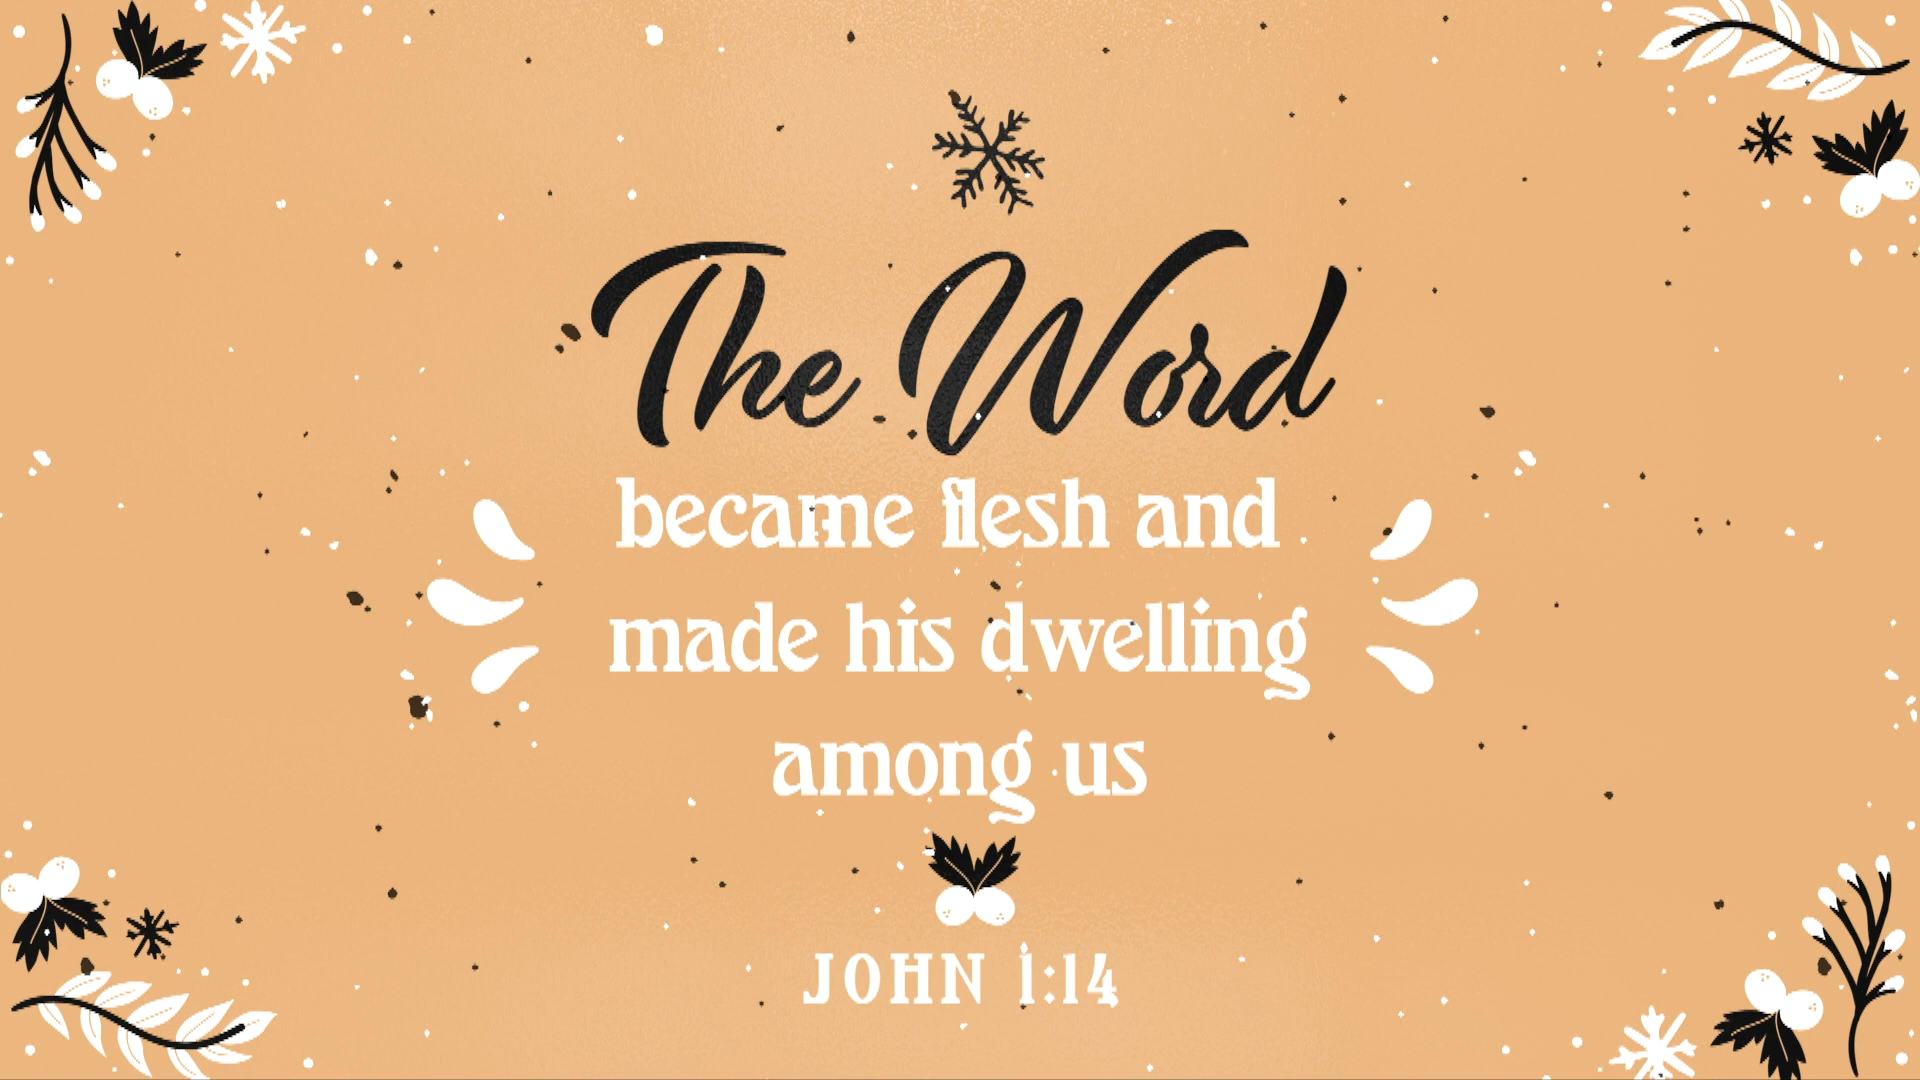 The Word
became flesh and
made his dwelling
among us
JOHN 1:14